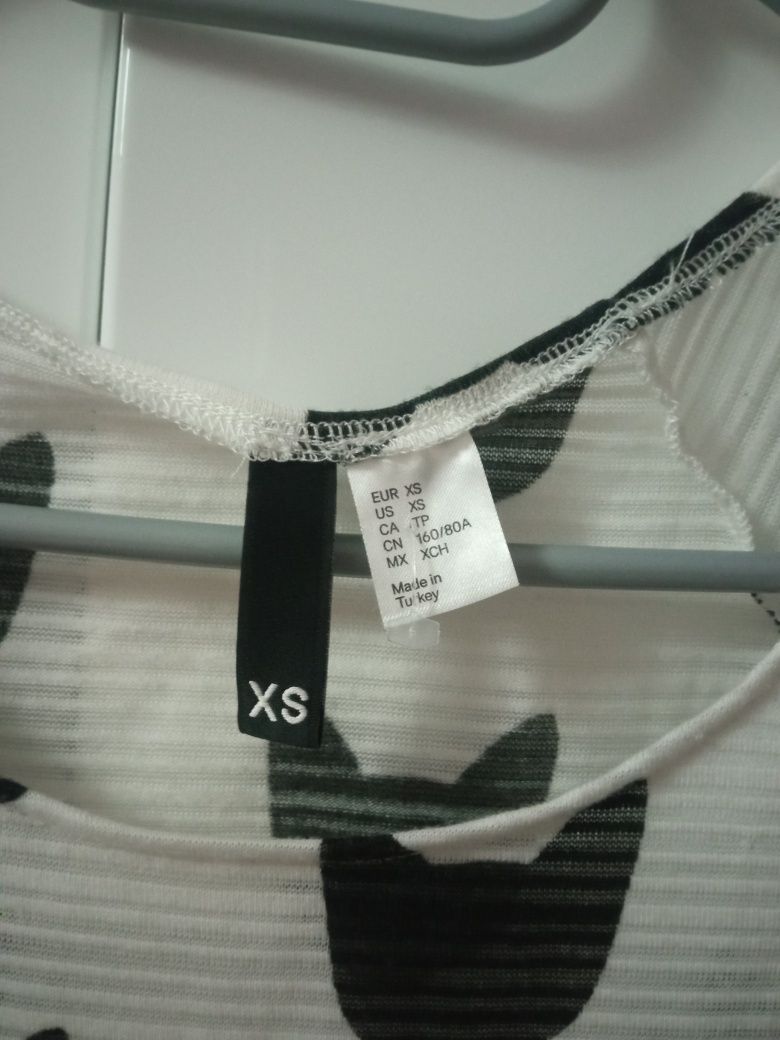 EUR XS
US XS
CA TP
CN 160/80A
MX XCH
Made in
Turkey
XS